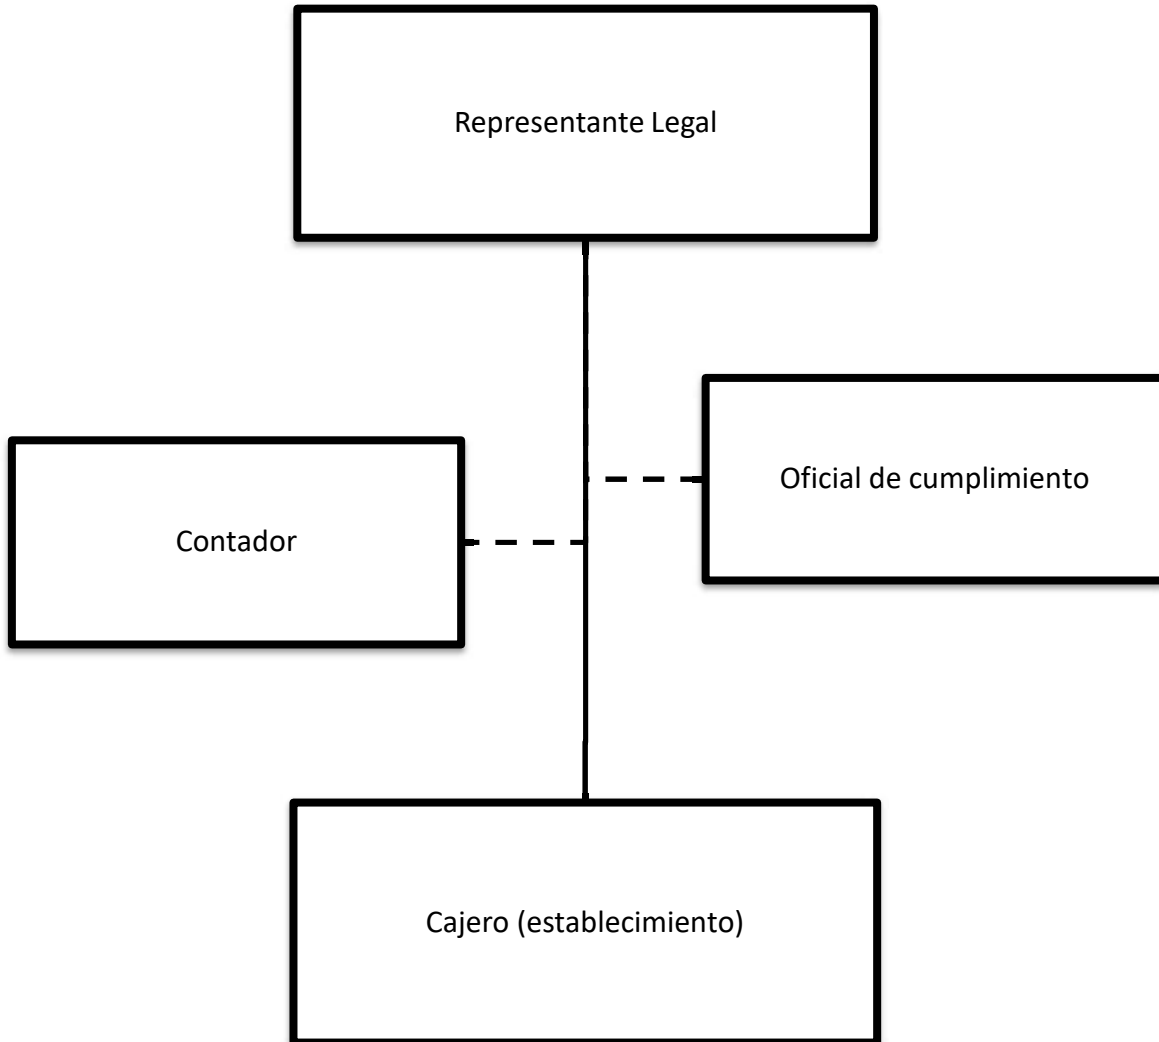 Representante Legal
Oficial de cumplimiento
Contador
Cajero (establecimiento)